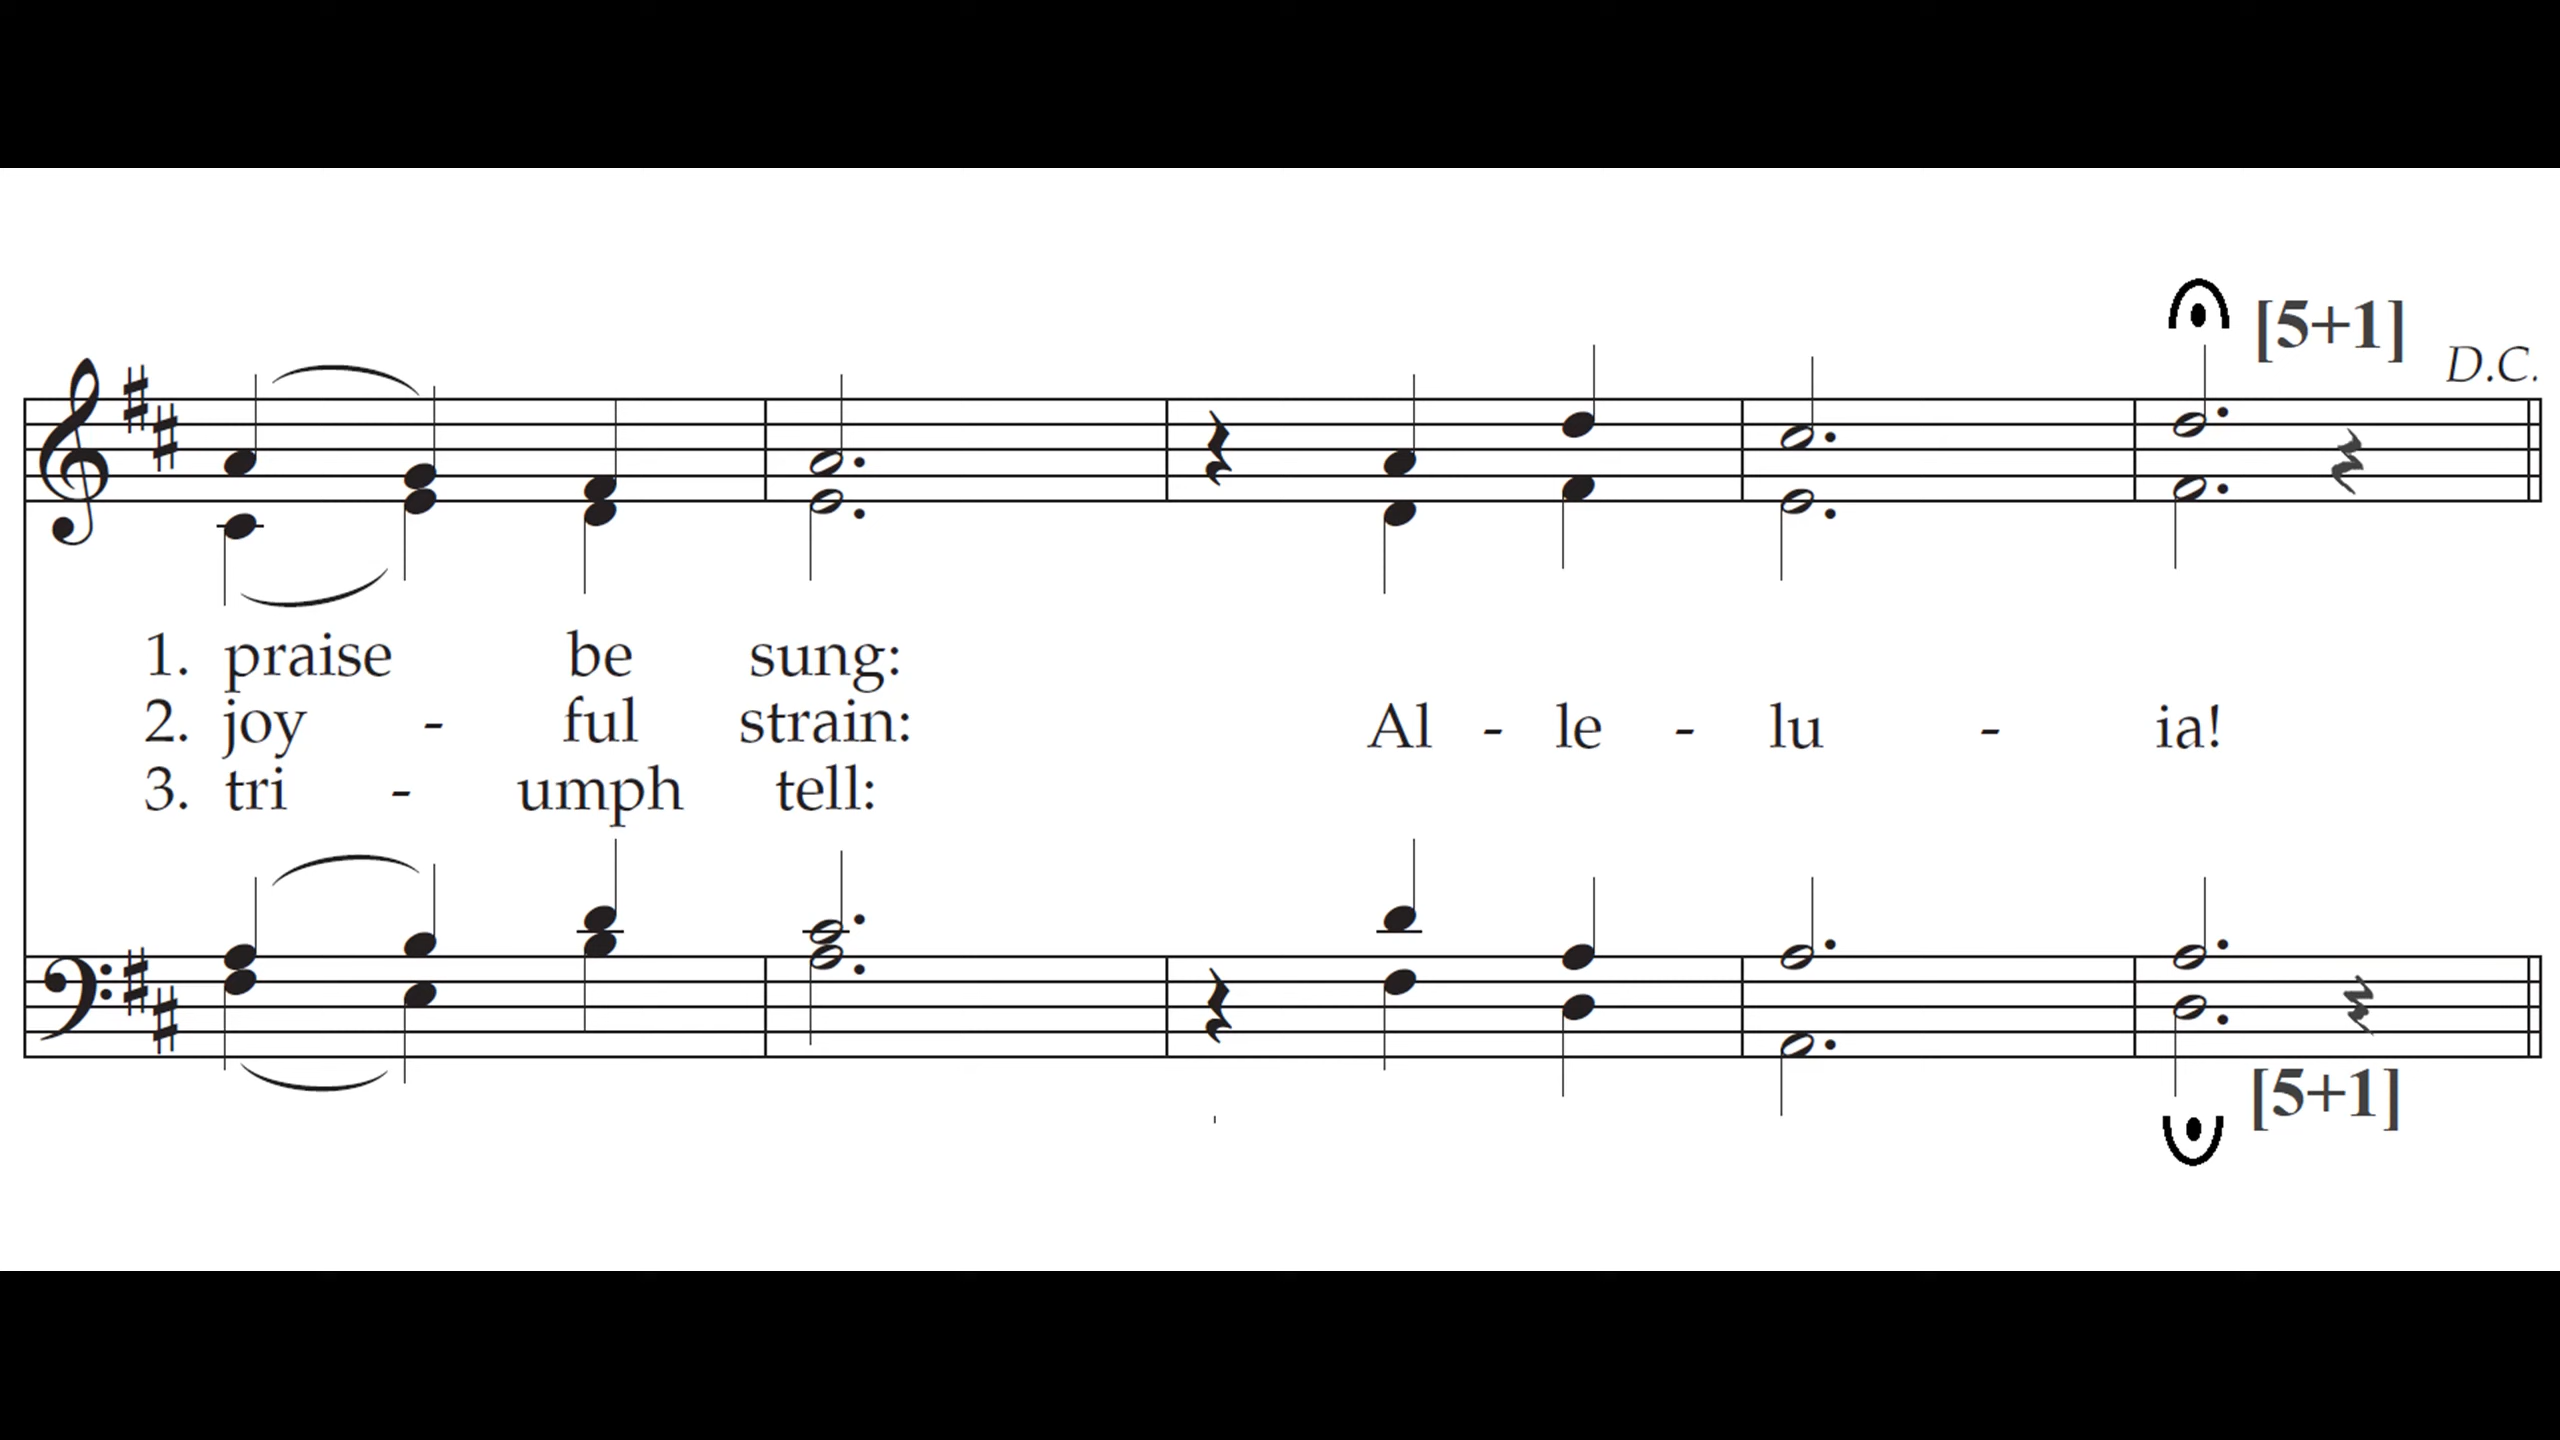 [5+1]
D.C.
1. praise be sung:
2. joy - ful strain: Al - le - lu - ia!
3. tri - umph tell:
[5+1]